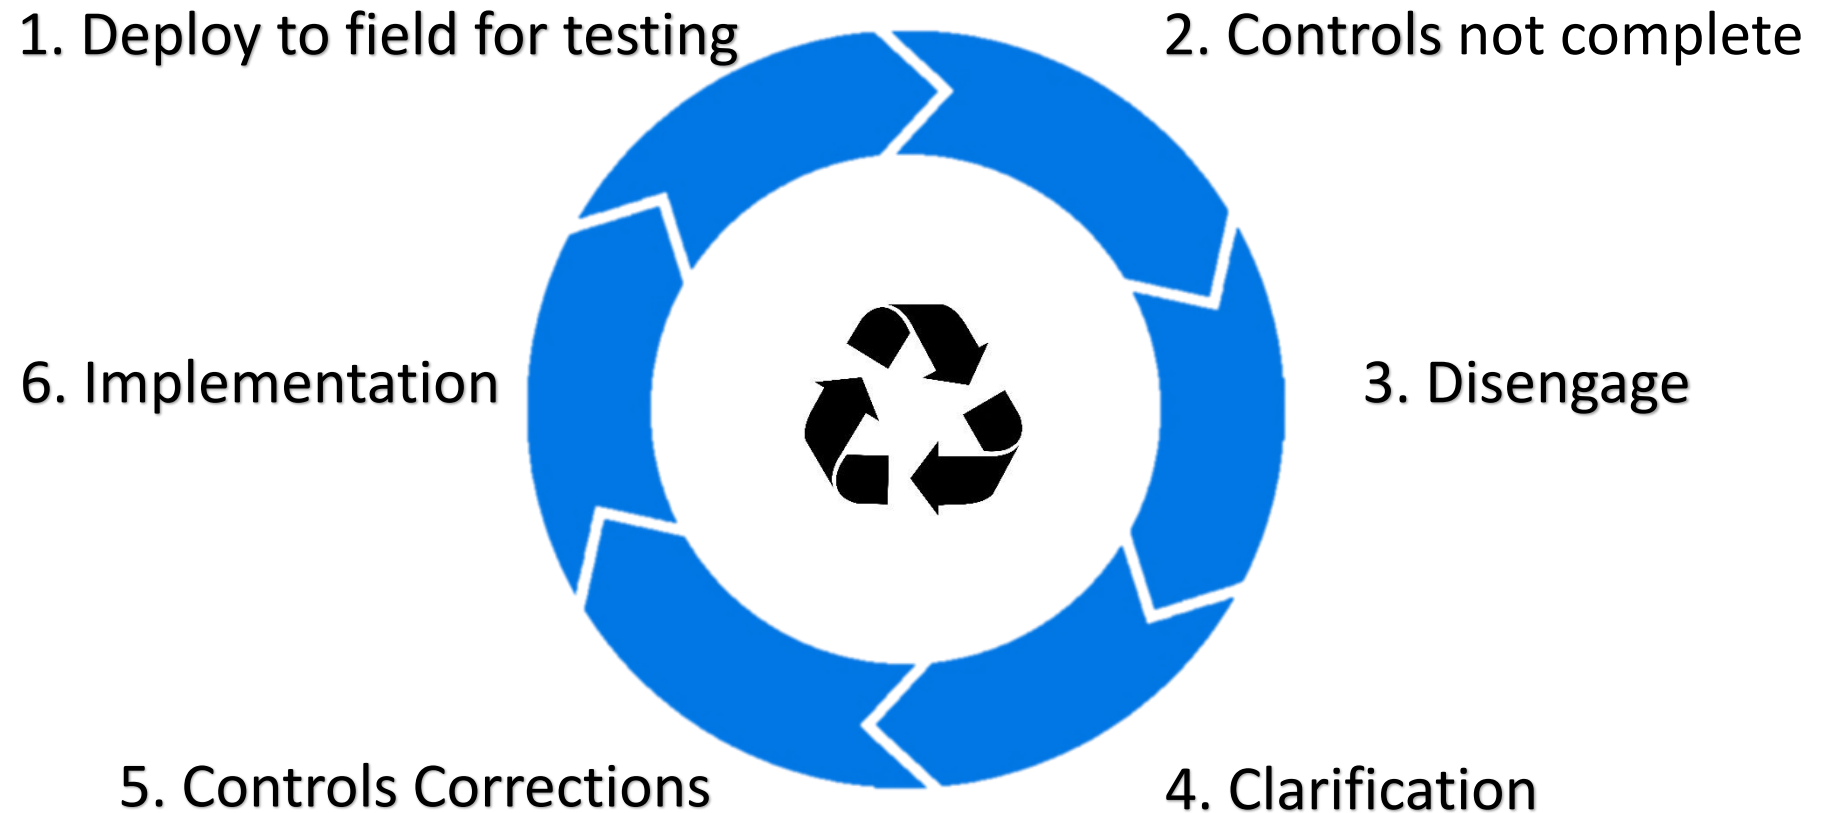 1. Deploy to field for testing
2. Controls not complete
3. Disengage
4. Clarification
5. Controls Corrections
6. Implementation